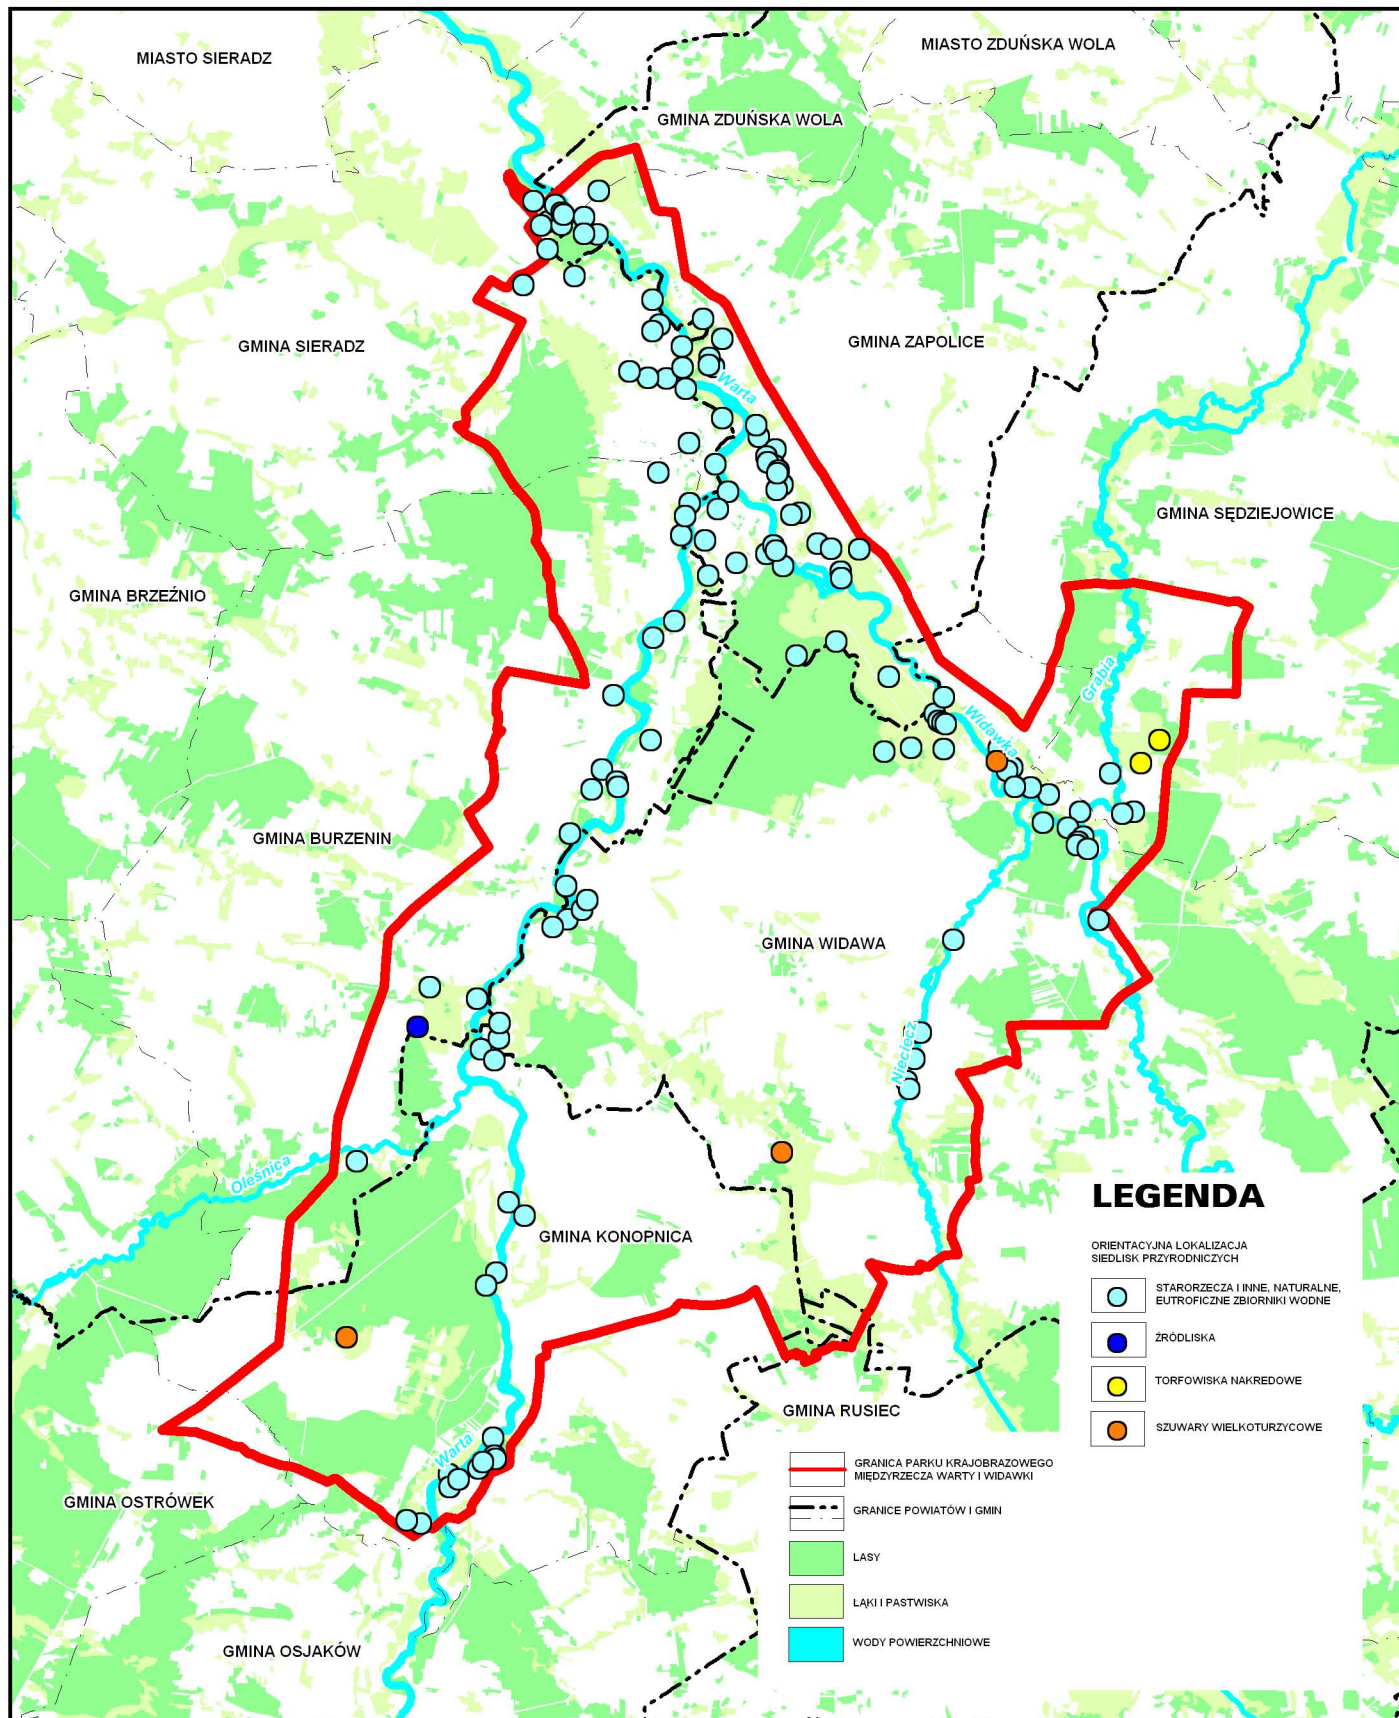 MIASTO SIERADZ
MIASTO ZDUŃSKA WOLA
GMINA ZDUŃSKA WOLA
GMINA SIERADZ
GMINA ZAPOLICE
Warta
GMINA SĘDZIEJOWICE
GMINA BRZEŹNIO
Grabia
Widawka
GMINA BURZENIN
GMINA WIDAWA
Nieciecz
Oleśnica
GMINA KONOPNICA
GMINA RUSIEC
Warta
GMINA OSTRÓWEK
GMINA OSJAKÓW
LEGENDA
ORIENTACYJNA LOKALIZACJA
SIEDLISK PRZYRODNICZYCH
STARORZECZA I INNE, NATURALNE,
EUTROFICZNE ZBIORNIKI WODNE
ŹRÓDLISKA
TORFOWISKA NAKREDOWE
SZUWARY WIELKOTURZYCOWE
GRANICA PARKU KRAJOBRAZOWEGO
MIĘDZYRZECZA WARTY I WIDAWKI
GRANICE POWIATÓW I GMIN
LASY
ŁĄKI I PASTWISKA
WODY POWIERZCHNIOWE